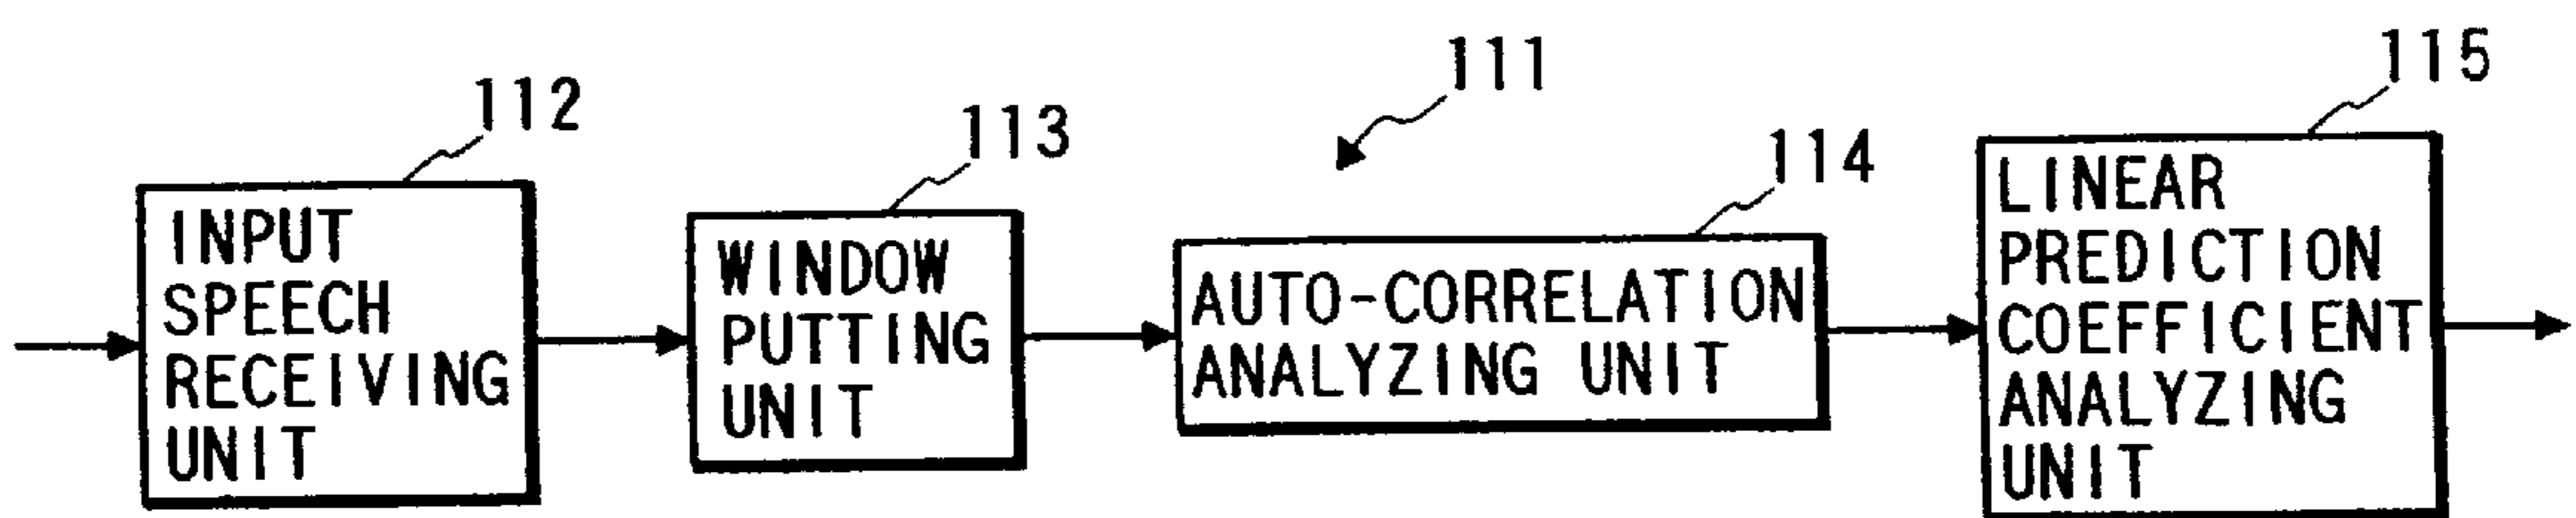 112
INPUT
SPEECH
RECEIVING
UNIT
113
WINDOW
PUTTING
UNIT
111
114
AUTO-CORRELATION
ANALYZING UNIT
115
LINEAR
PREDICTION
COEFFICIENT
ANALYZING
UNIT